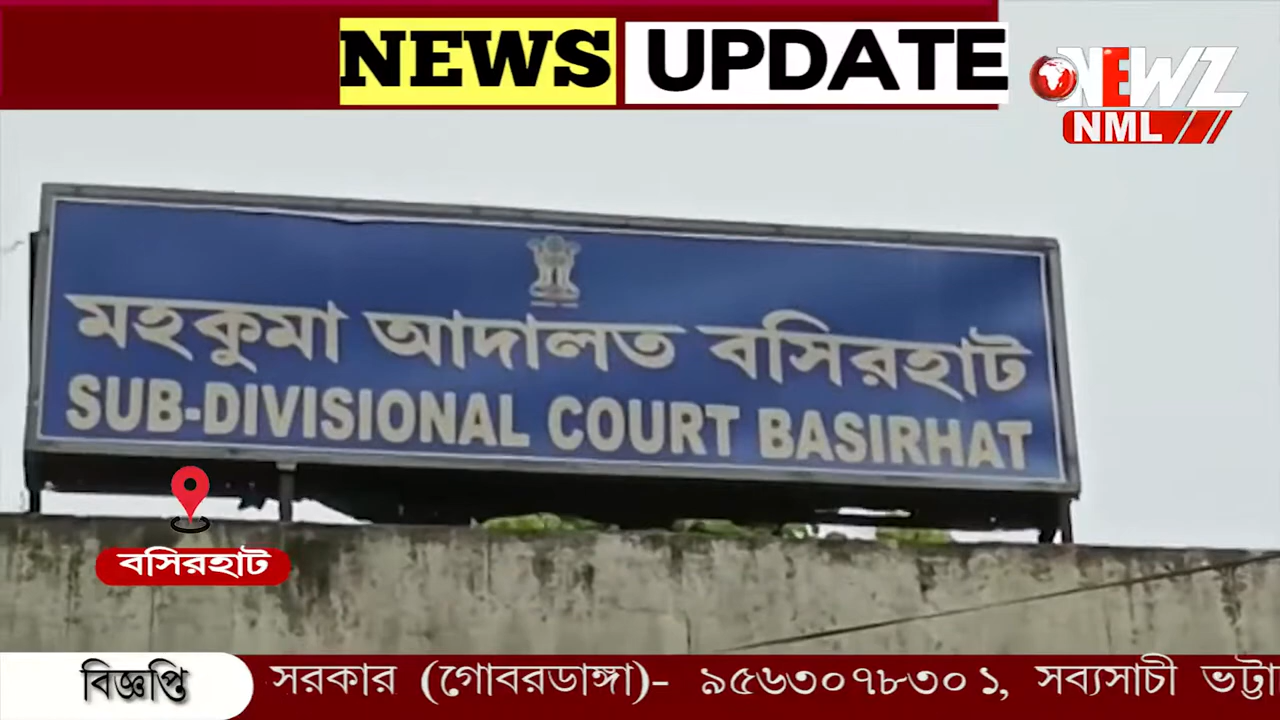 NEWS UPDATE
NEWZ
NML
মহকুমা আদালত বসিরহাট
SUB-DIVISIONAL COURT BASIRHAT
বসিরহাট
বিজ্ঞপ্তি
সরকার (গোবরডাঙ্গা)- ৯৫৬৩০৭৮৩০১, সব্যসাচী ভট্টা